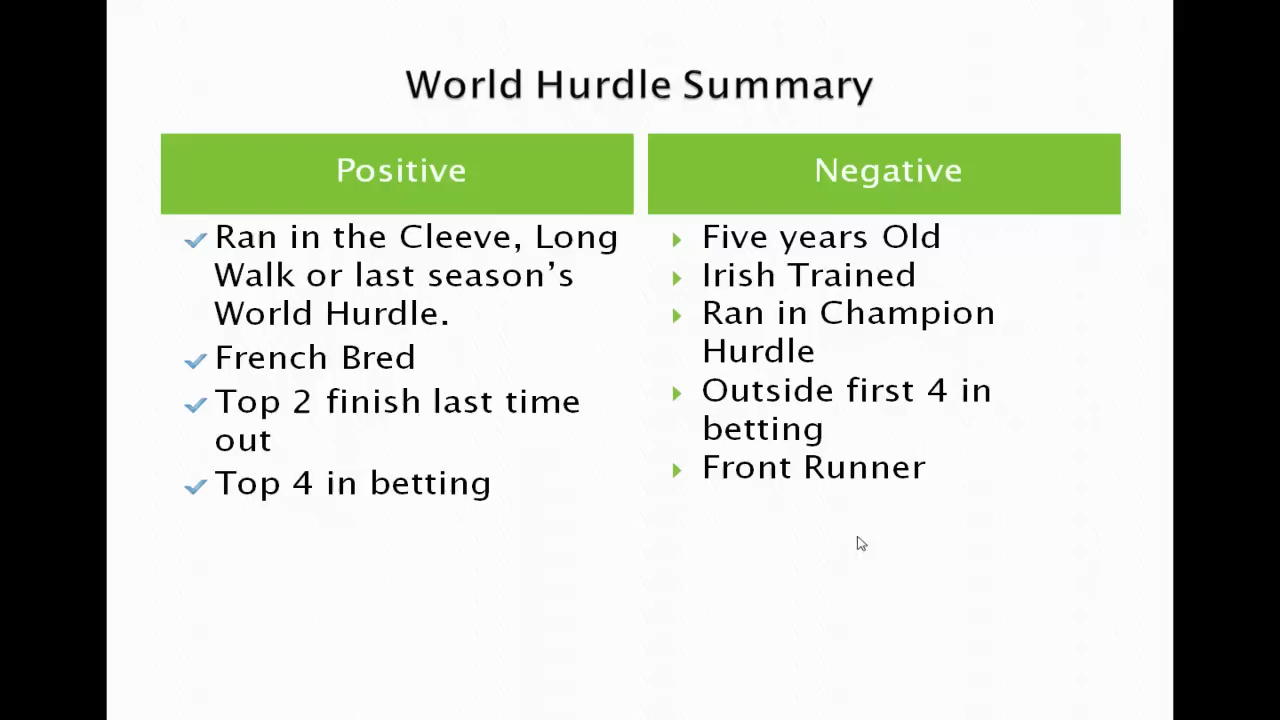 World Hurdle Summary
Positive
Ran in the Cleeve, Long
Walk or last season’s
World Hurdle.
French Bred
Top 2 finish last time
out
Top 4 in betting
Negative
Five years Old
Irish Trained
Ran in Champion
Hurdle
Outside first 4 in
betting
Front Runner